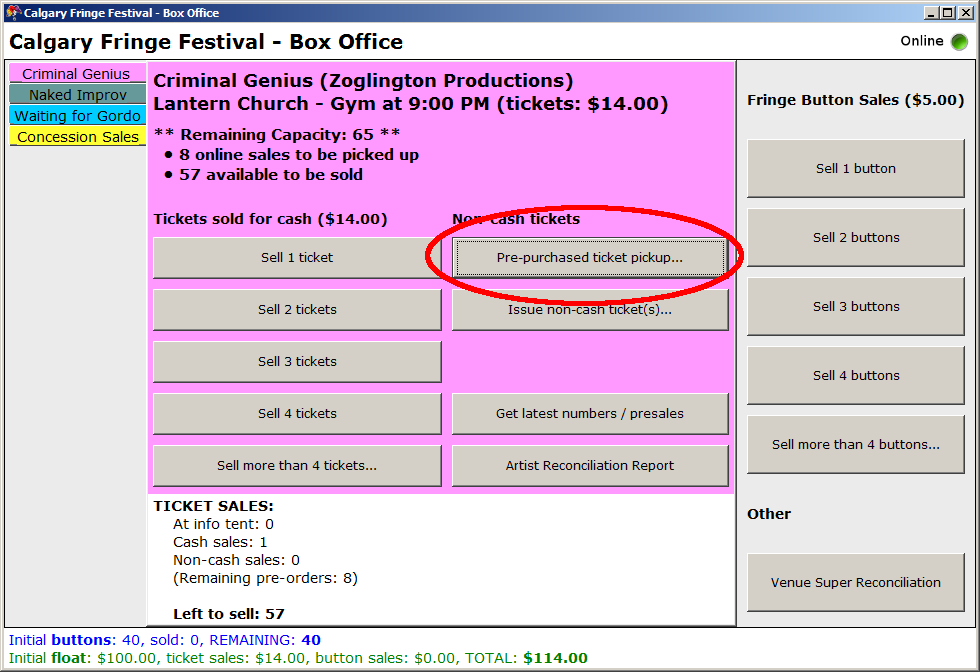 Calgary Fringe Festival - Box Office
Calgary Fringe Festival - Box Office
Online
Criminal Genius
Naked Improv
Waiting for Gordo
Concession Sales
Criminal Genius (Zoglington Productions)
Lantern Church - Gym at 9:00 PM (tickets: $14.00)
** Remaining Capacity: 65 **
• 8 online sales to be picked up
• 57 available to be sold
Tickets sold for cash ($14.00)
Sell 1 ticket
Sell 2 tickets
Sell 3 tickets
Sell 4 tickets
Sell more than 4 tickets...
Non-cash tickets
Pre-purchased ticket pickup...
Issue non-cash ticket(s)...
Get latest numbers / presales
Artist Reconciliation Report
TICKET SALES:
At info tent: 0
Cash sales: 1
Non-cash sales: 0
(Remaining pre-orders: 8)
Left to sell: 57
Fringe Button Sales ($5.00)
Sell 1 button
Sell 2 buttons
Sell 3 buttons
Sell 4 buttons
Sell more than 4 buttons...
Other
Venue Super Reconciliation
Initial buttons: 40, sold: 0, REMAINING: 40
Initial float: $100.00, ticket sales: $14.00, button sales: $0.00, TOTAL: $114.00